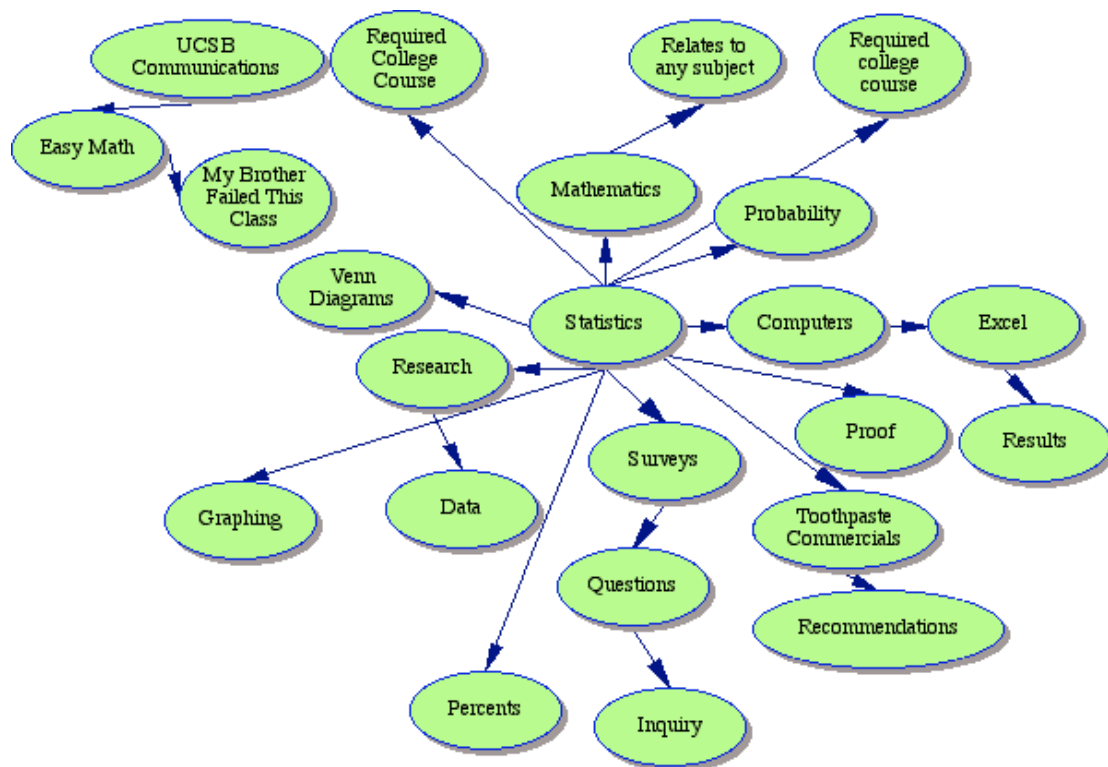 UCSB
Communications
Required
College
Course
Relates to
any subject
Required
college
course
Easy Math
My Brother
Failed This
Class
Mathematics
Probability
Venn
Diagrams
Statistics
Computers
Excel
Research
Proof
Results
Surveys
Graphing
Data
Toothpaste
Commercials
Questions
Recommendations
Percents
Inquiry